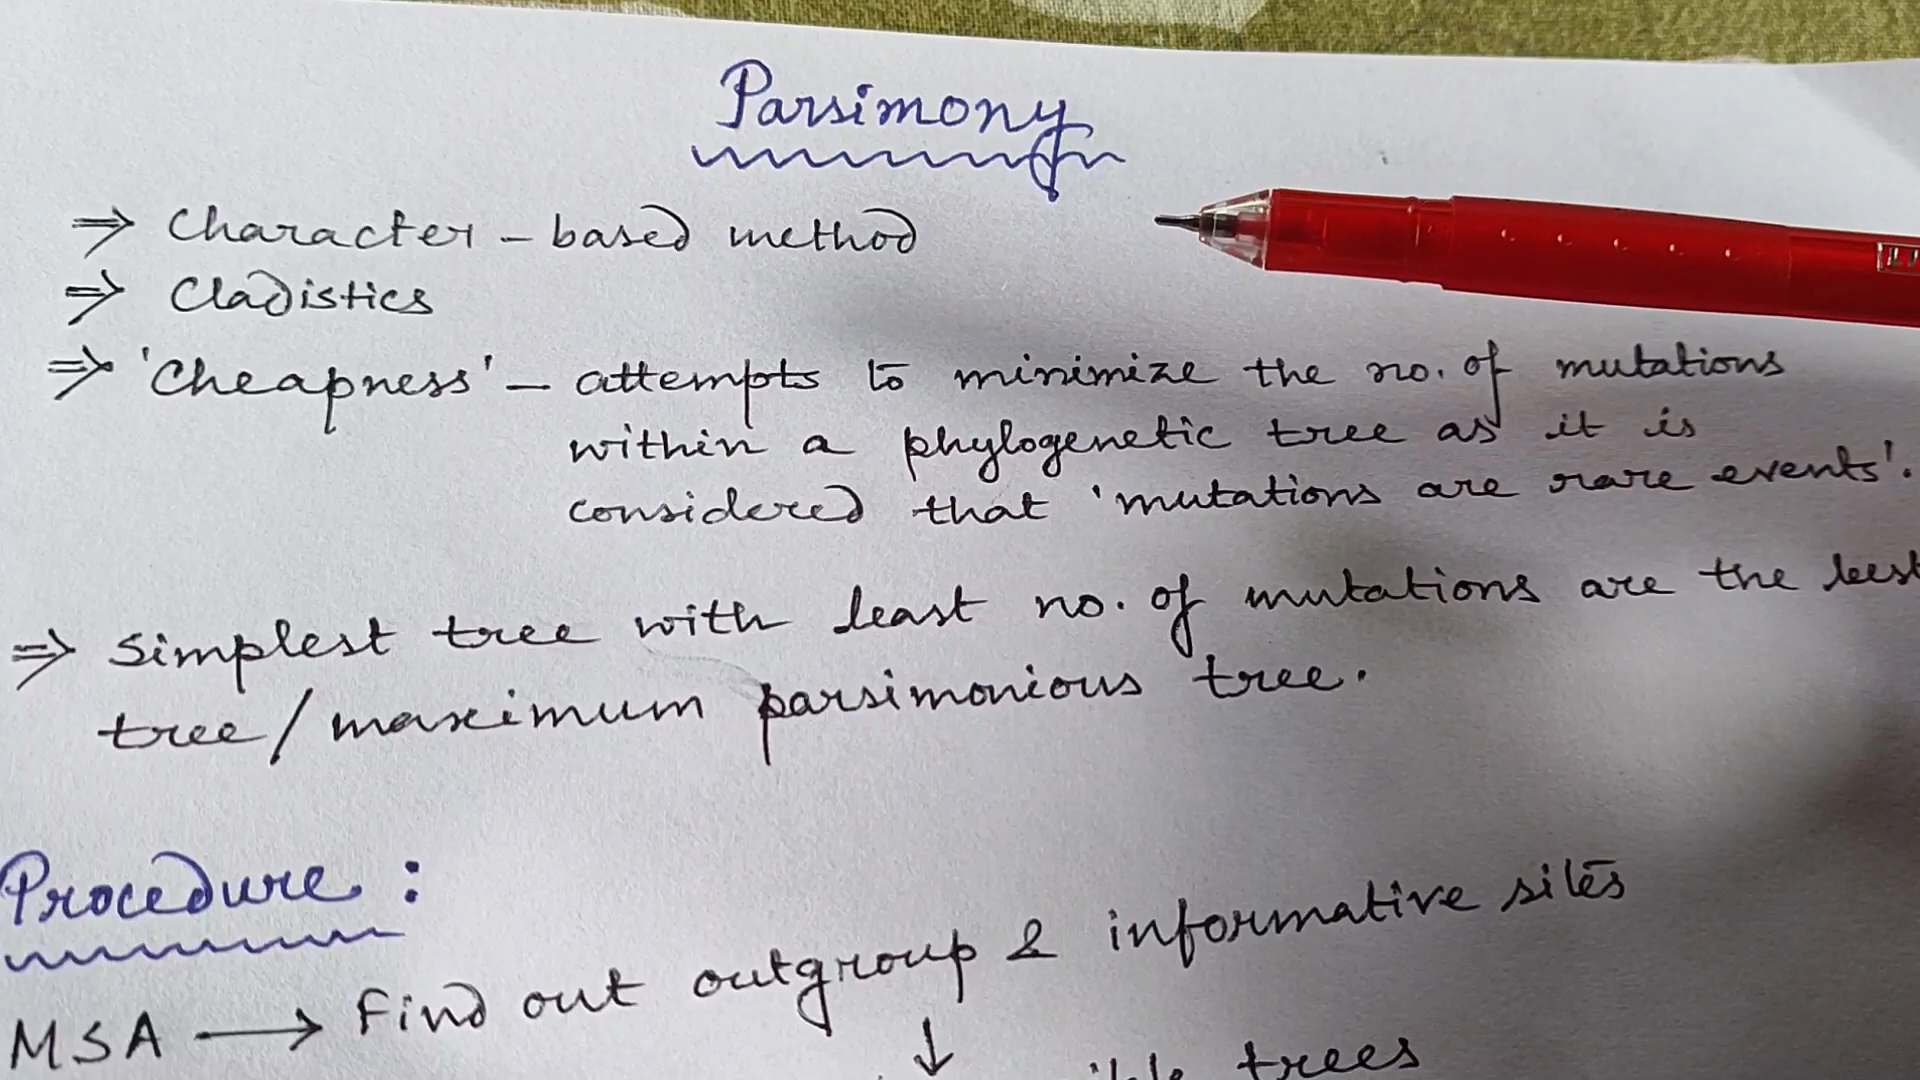 Parsimony
⇒ Character - based method
⇒ Cladistics
⇒ 'Cheapness' - attempts to minimize the no. of mutations
within a phylogenetic tree as it is
considered that 'mutations are rare events'.
⇒ Simplest tree with least no. of mutations are the best
tree / maximum parsimonious tree.
Procedure :
MSA → Find out outgroup & informative sites
↓
trees